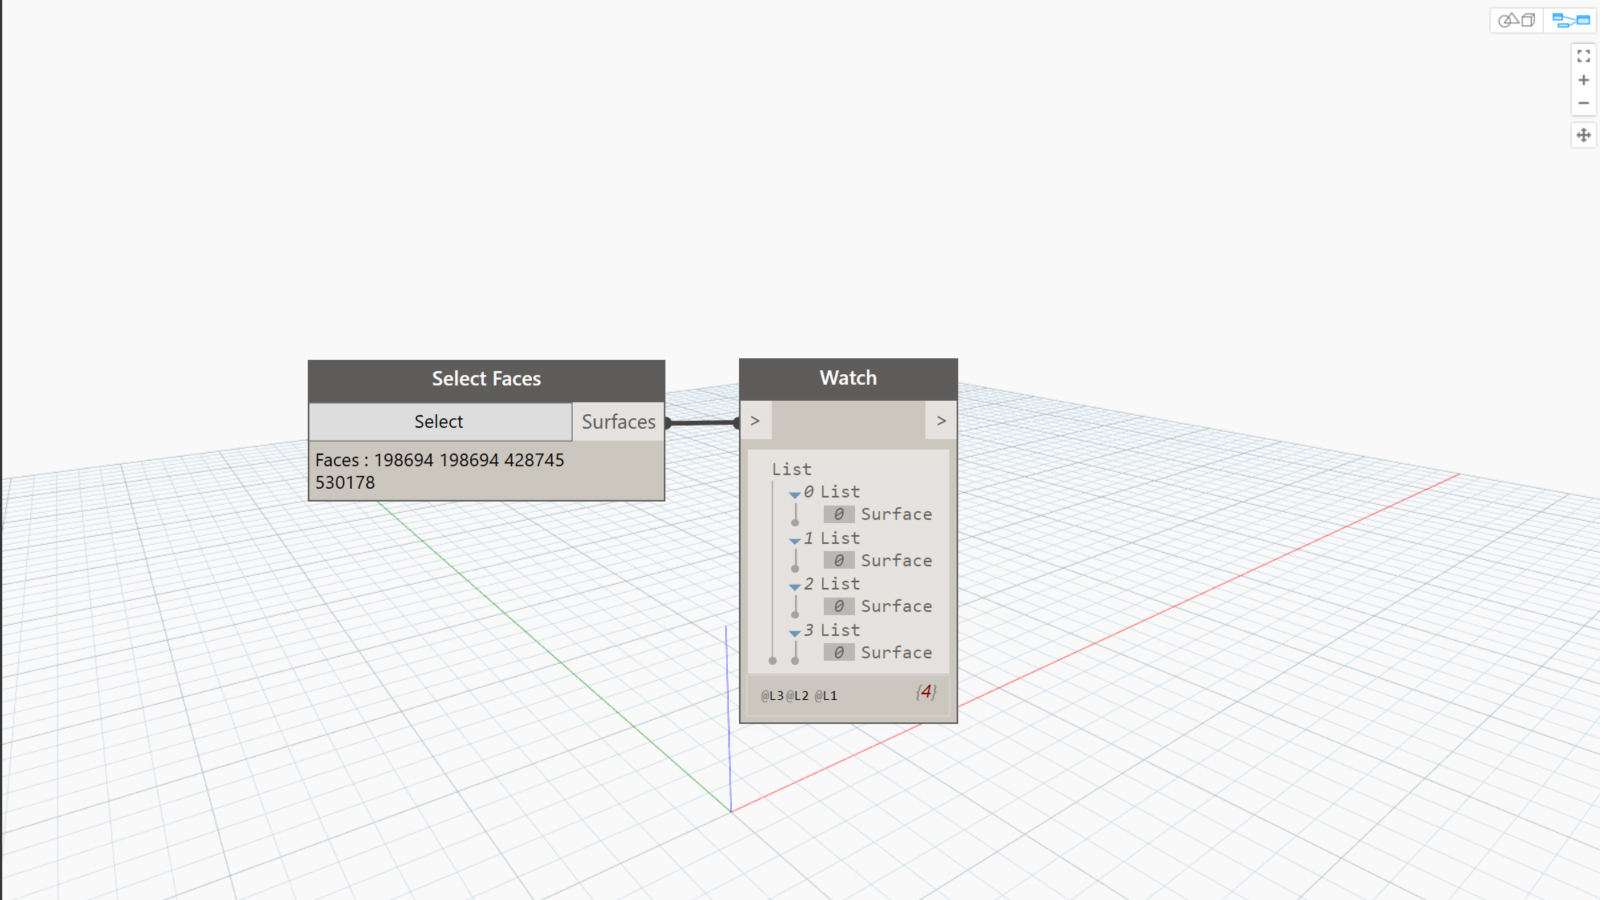 Select Faces
Select
Surfaces
Faces : 198694 198694 428745
530178
Watch
>
>
List
0 List
0 Surface
1 List
0 Surface
2 List
0 Surface
3 List
0 Surface
@L3 @L2 @L1
{4}